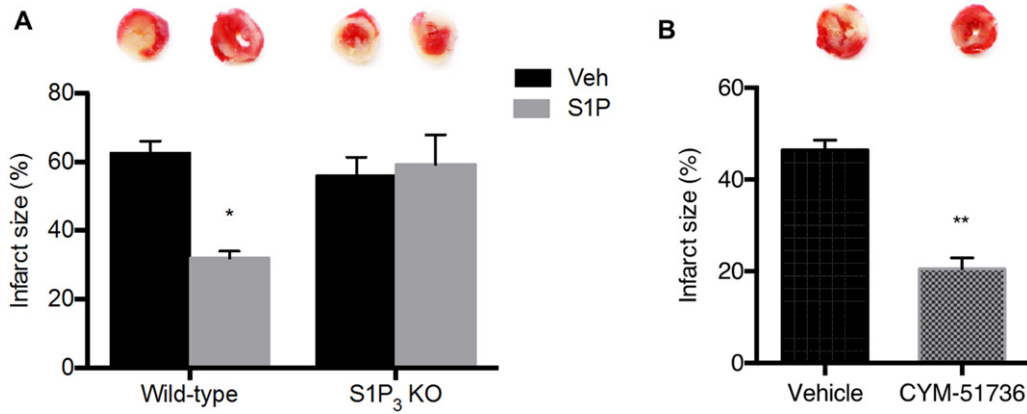 A
Veh
S1P
Infarct size (%)
80
60
40
20
0
*
Wild-type
S1P3 KO
B
Infarct size (%)
60
40
20
0
**
Vehicle
CYM-51736